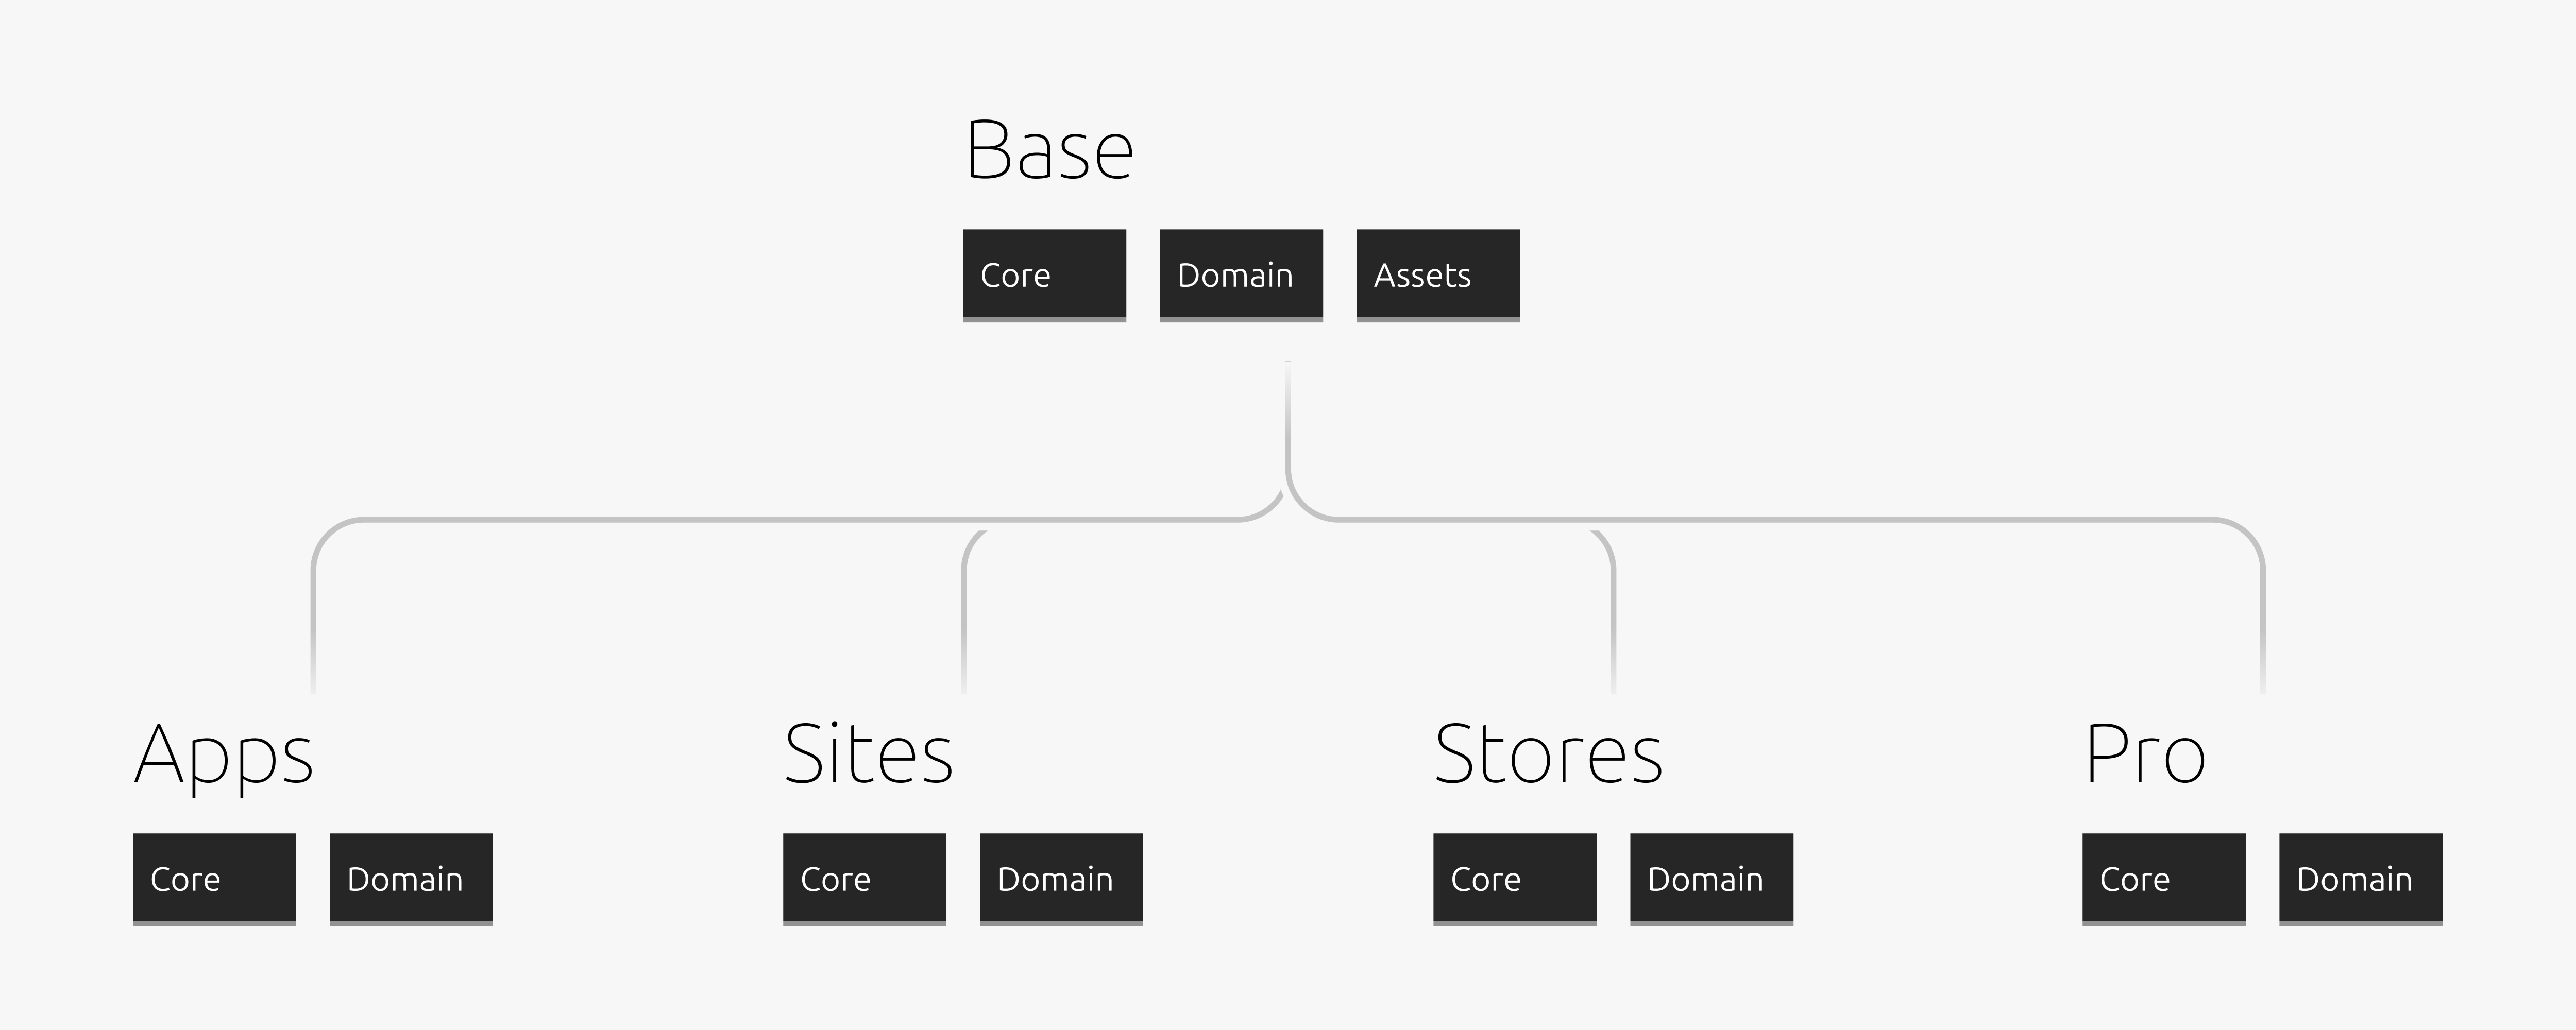 Base
Core Domain Assets
Apps Sites Stores Pro
Core Domain Core Domain Core Domain Core Domain